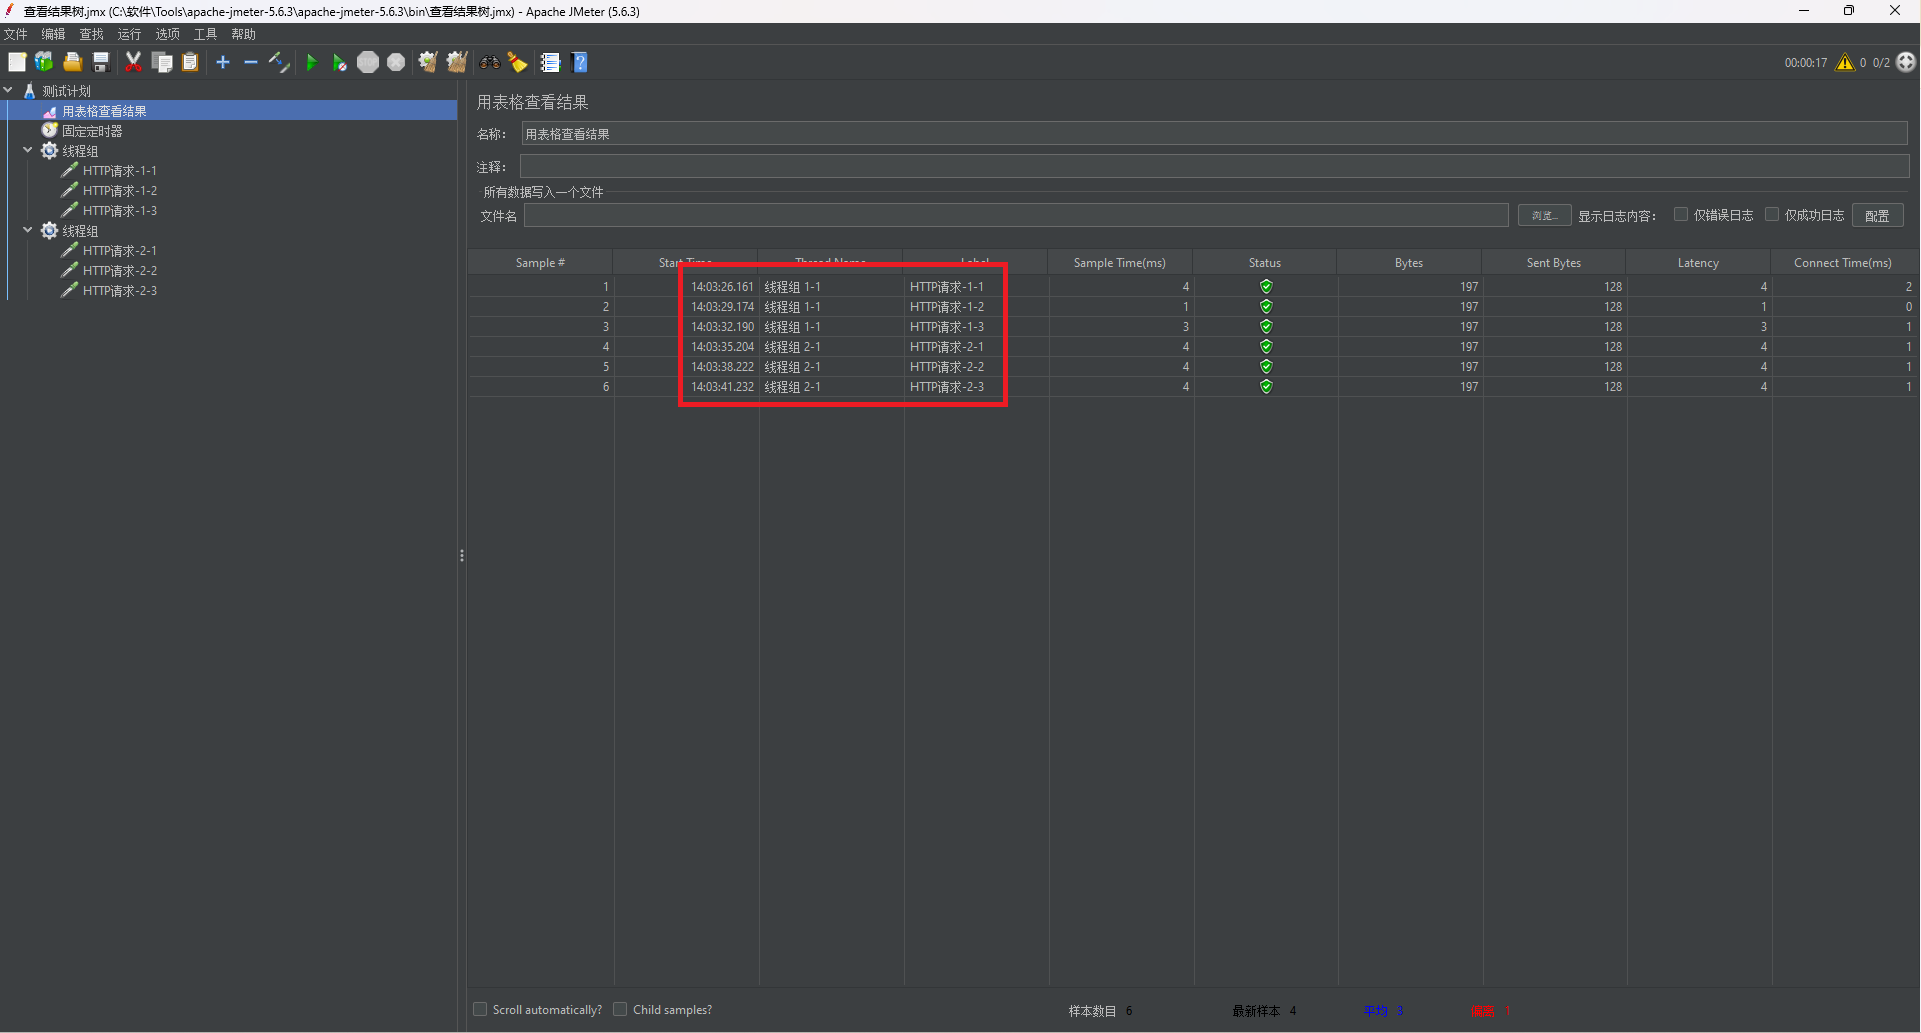 查看结果树.jmx (C:\软件\Tools\apache-jmeter-5.6.3\apache-jmeter-5.6.3\bin\查看结果树.jmx) - Apache JMeter (5.6.3)
文件 编辑 查找 运行 选项 工具 帮助
00:00:17 0 0/2
测试计划
用表格查看结果
固定定时器
线程组
HTTP请求-1-1
HTTP请求-1-2
HTTP请求-1-3
线程组
HTTP请求-2-1
HTTP请求-2-2
HTTP请求-2-3
用表格查看结果
名称： 用表格查看结果
注释：
所有数据写入一个文件
文件名 浏览... 显示日志内容： 仅错误日志 仅成功日志 配置
Sample # Start Time Thread Name Label Sample Time(ms) Status Bytes Sent Bytes Latency Connect Time(ms)
1 14:03:26.161 线程组 1-1 HTTP请求-1-1 4 197 128 4 2
2 14:03:29.174 线程组 1-1 HTTP请求-1-2 1 197 128 1 0
3 14:03:32.190 线程组 1-1 HTTP请求-1-3 3 197 128 3 1
4 14:03:35.204 线程组 2-1 HTTP请求-2-1 4 197 128 4 1
5 14:03:38.222 线程组 2-1 HTTP请求-2-2 4 197 128 4 1
6 14:03:41.232 线程组 2-1 HTTP请求-2-3 4 197 128 4 1
Scroll automatically? Child samples? 样本数目 6 最新样本 4 平均 3 偏离 1